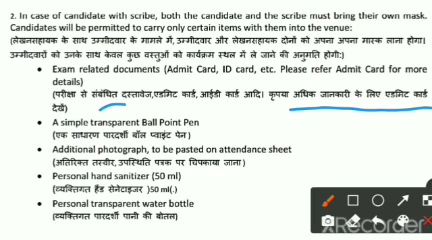 2. In case of candidate with scribe, both the candidate and the scribe must bring their own mask.
Candidates will be permitted to carry only certain items with them into the venue:
(लेखनसहायक के साथ उम्मीदवार के मामले में,उम्मीदवार और लेखनसहायक दोनों को अपना अपना मास्क लाना होगा।
उम्मीदवारों को उनके साथ केवल कुछ वस्तुओं को कार्यक्रम स्थल में ले जाने की अनुमति होगी:)
• Exam related documents (Admit Card, ID card, etc. Please refer Admit Card for more
details)
(परीक्षा से संबंधित दस्तावेज,एडमिट कार्ड,आईडी कार्ड आदि। कृपया अधिक जानकारी के लिए एडमिट कार्ड
देखें)
• A simple transparent Ball Point Pen
(एक साधारण पारदर्शी बॉल प्वाइंट पेन)
• Additional photograph, to be pasted on attendance sheet
(अतिरिक्त तस्वीर,उपस्थिति पत्रक पर चिपकाया जाना)
• Personal hand sanitizer (50 ml)
(व्यक्तिगत हैंड सेनेटाइजर )50 ml(.)
• Personal transparent water bottle
(व्यक्तिगत पारदर्शी पानी की बोतल)
XRecorder